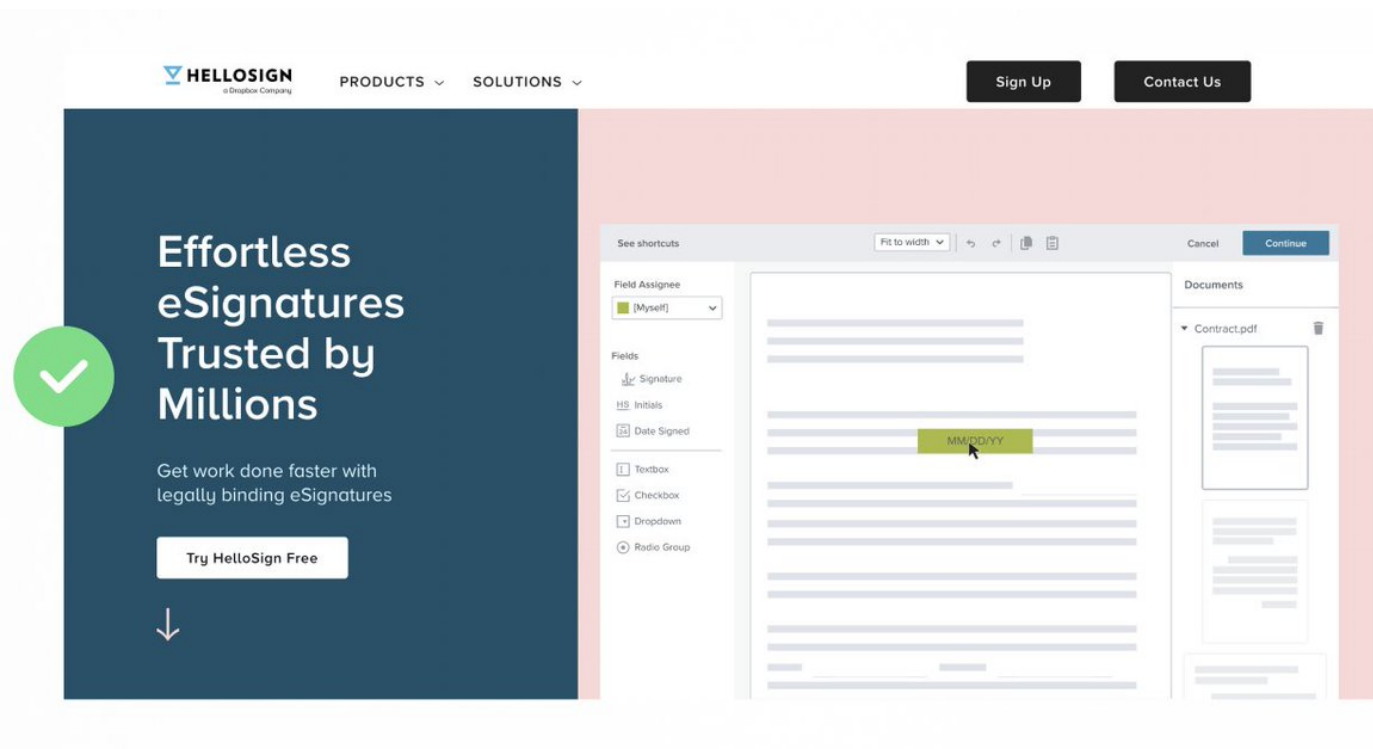 HELLOSIGN
a Dropbox Company
PRODUCTS
SOLUTIONS
Sign Up
Contact Us
Effortless
eSignatures
Trusted by
Millions
Get work done faster with
legally binding eSignatures
Try HelloSign Free
See shortcuts
Fit to width
Cancel
Continue
Field Assignee
[Myself]
Fields
Signature
HS Initials
24 Date Signed
Textbox
Checkbox
Dropdown
Radio Group
MM/DD/YY
Documents
Contract.pdf